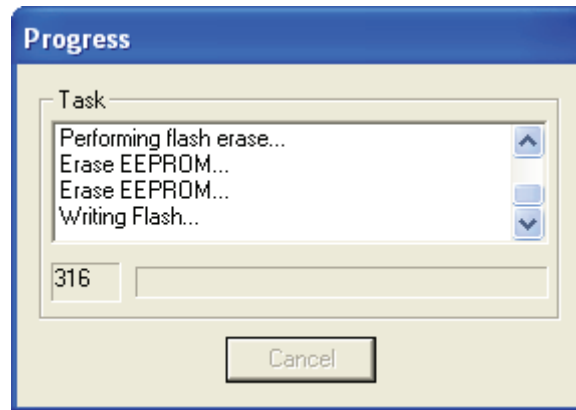 Progress
Task
Performing flash erase...
Erase EEPROM...
Erase EEPROM...
Writing Flash...
316
Cancel